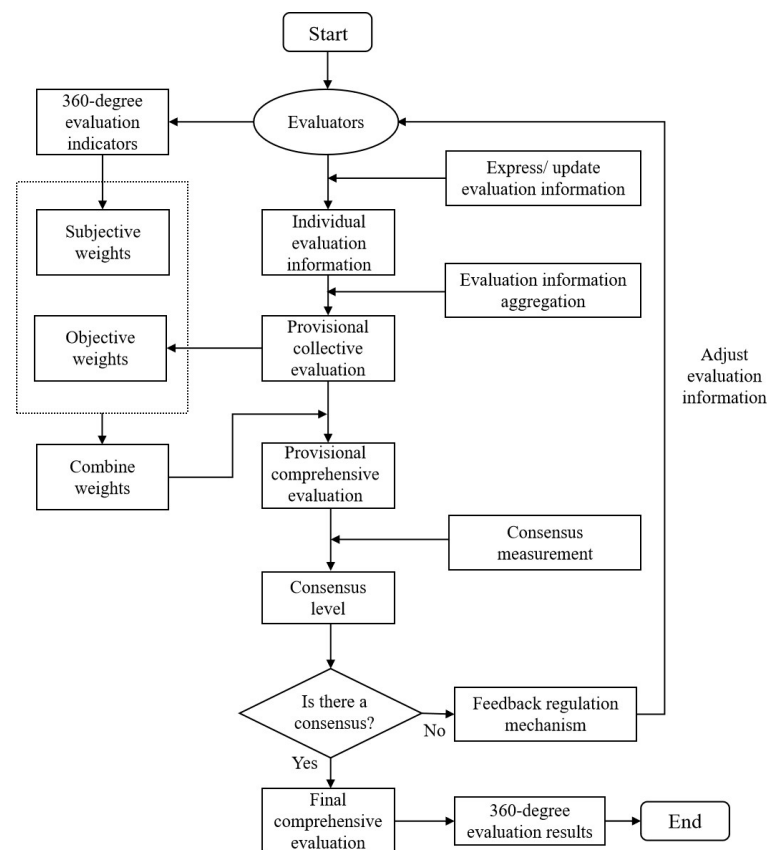 Start
360-degree
evaluation
indicators
Evaluators
Express/ update
evaluation information
Subjective
weights
Individual
evaluation
information
Evaluation information
aggregation
Objective
weights
Provisional
collective
evaluation
Adjust
evaluation
information
Combine
weights
Provisional
comprehensive
evaluation
Consensus
measurement
Consensus
level
Is there a
consensus?
No
Feedback regulation
mechanism
Yes
Final
comprehensive
evaluation
360-degree
evaluation results
End